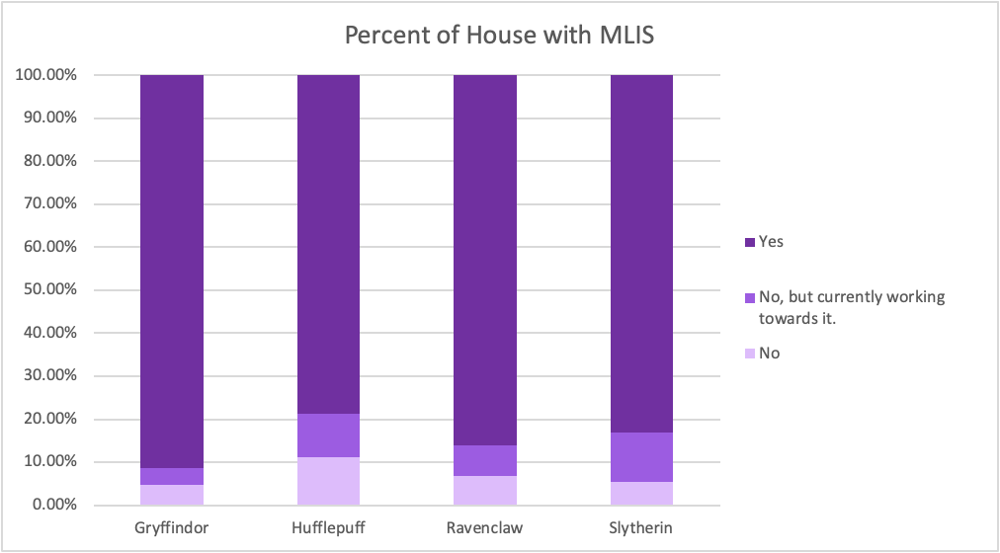 Percent of House with MLIS
100.00%
90.00%
80.00%
70.00%
60.00%
50.00%
40.00%
30.00%
20.00%
10.00%
0.00%
Gryffindor
Hufflepuff
Ravenclaw
Slytherin
Yes
No, but currently working
towards it.
No